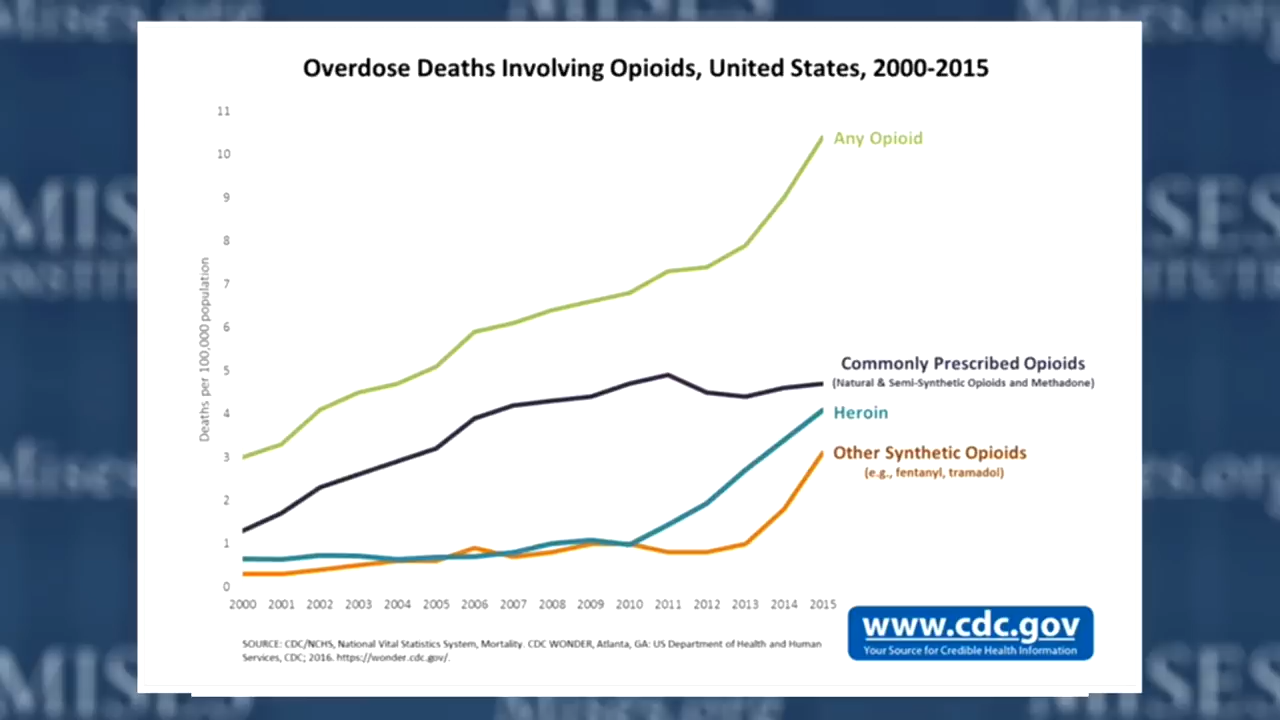 Overdose Deaths Involving Opioids, United States, 2000-2015
11
10
9
8
7
6
5
4
3
2
1
0
Deaths per 100,000 population
Any Opioid
Commonly Prescribed Opioids
(Natural & Semi-Synthetic Opioids and Methadone)
Heroin
Other Synthetic Opioids
(e.g., fentanyl, tramadol)
2000 2001 2002 2003 2004 2005 2006 2007 2008 2009 2010 2011 2012 2013 2014 2015
SOURCE: CDC/NCHS, National Vital Statistics System, Mortality. CDC WONDER, Atlanta, GA: US Department of Health and Human
Services, CDC; 2016. https://wonder.cdc.gov/.
www.cdc.gov
Your Source for Credible Health Information